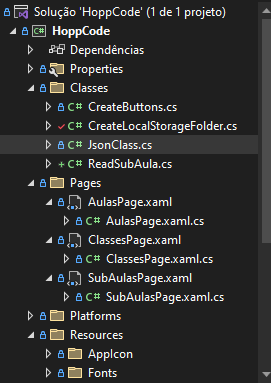 Solução 'HoppCode' (1 de 1 projeto)
C# HoppCode
Dependências
Properties
Classes
C# CreateButtons.cs
C# CreateLocalStorageFolder.cs
C# JsonClass.cs
+ C# ReadSubAula.cs
Pages
AulasPage.xaml
C# AulasPage.xaml.cs
ClassesPage.xaml
C# ClassesPage.xaml.cs
SubAulasPage.xaml
C# SubAulasPage.xaml.cs
Platforms
Resources
AppIcon
Fonts